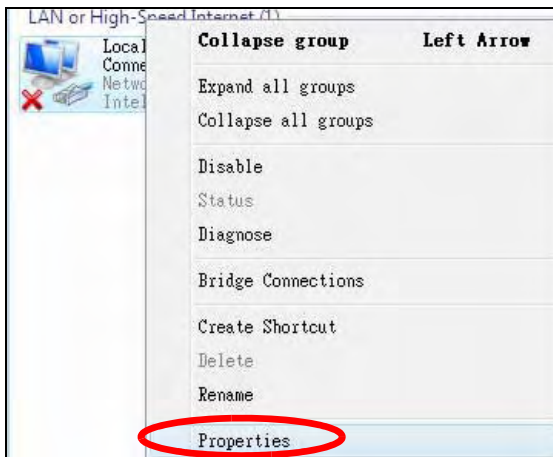 LAN or High-Speed Internet (1)
Local
Conne
Netwo
Intel
Collapse group Left Arrow
Expand all groups
Collapse all groups
Disable
Status
Diagnose
Bridge Connections
Create Shortcut
Delete
Rename
Properties